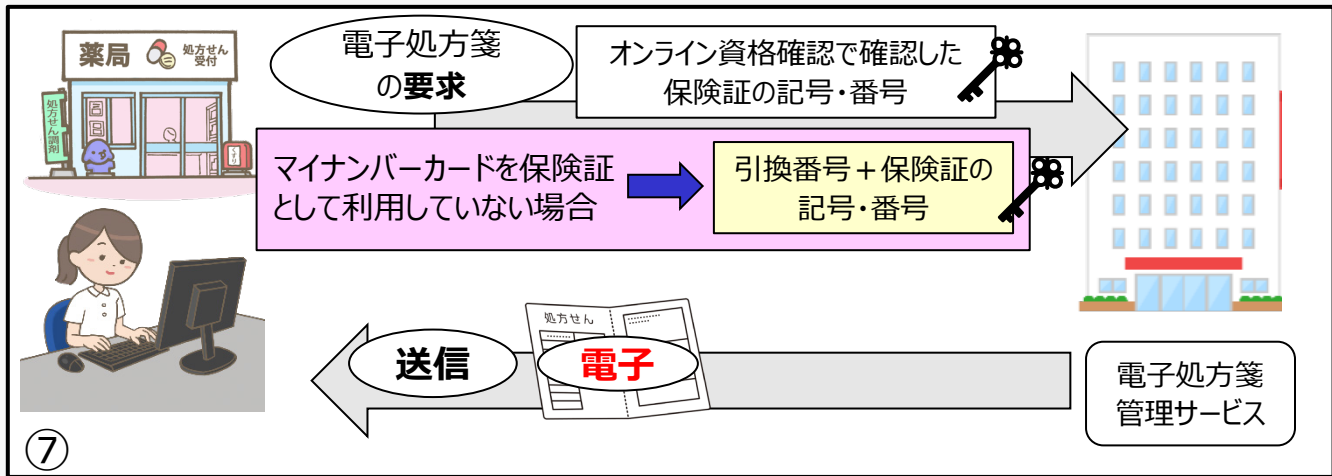 薬局
処方せん
受付
処方せん調剤
くすり
電子処方箋
の要求
オンライン資格確認で確認した
保険証の記号・番号
マイナンバーカードを保険証
として利用していない場合
引換番号＋保険証の
記号・番号
処方せん
送信
電子
電子処方箋
管理サービス
⑦